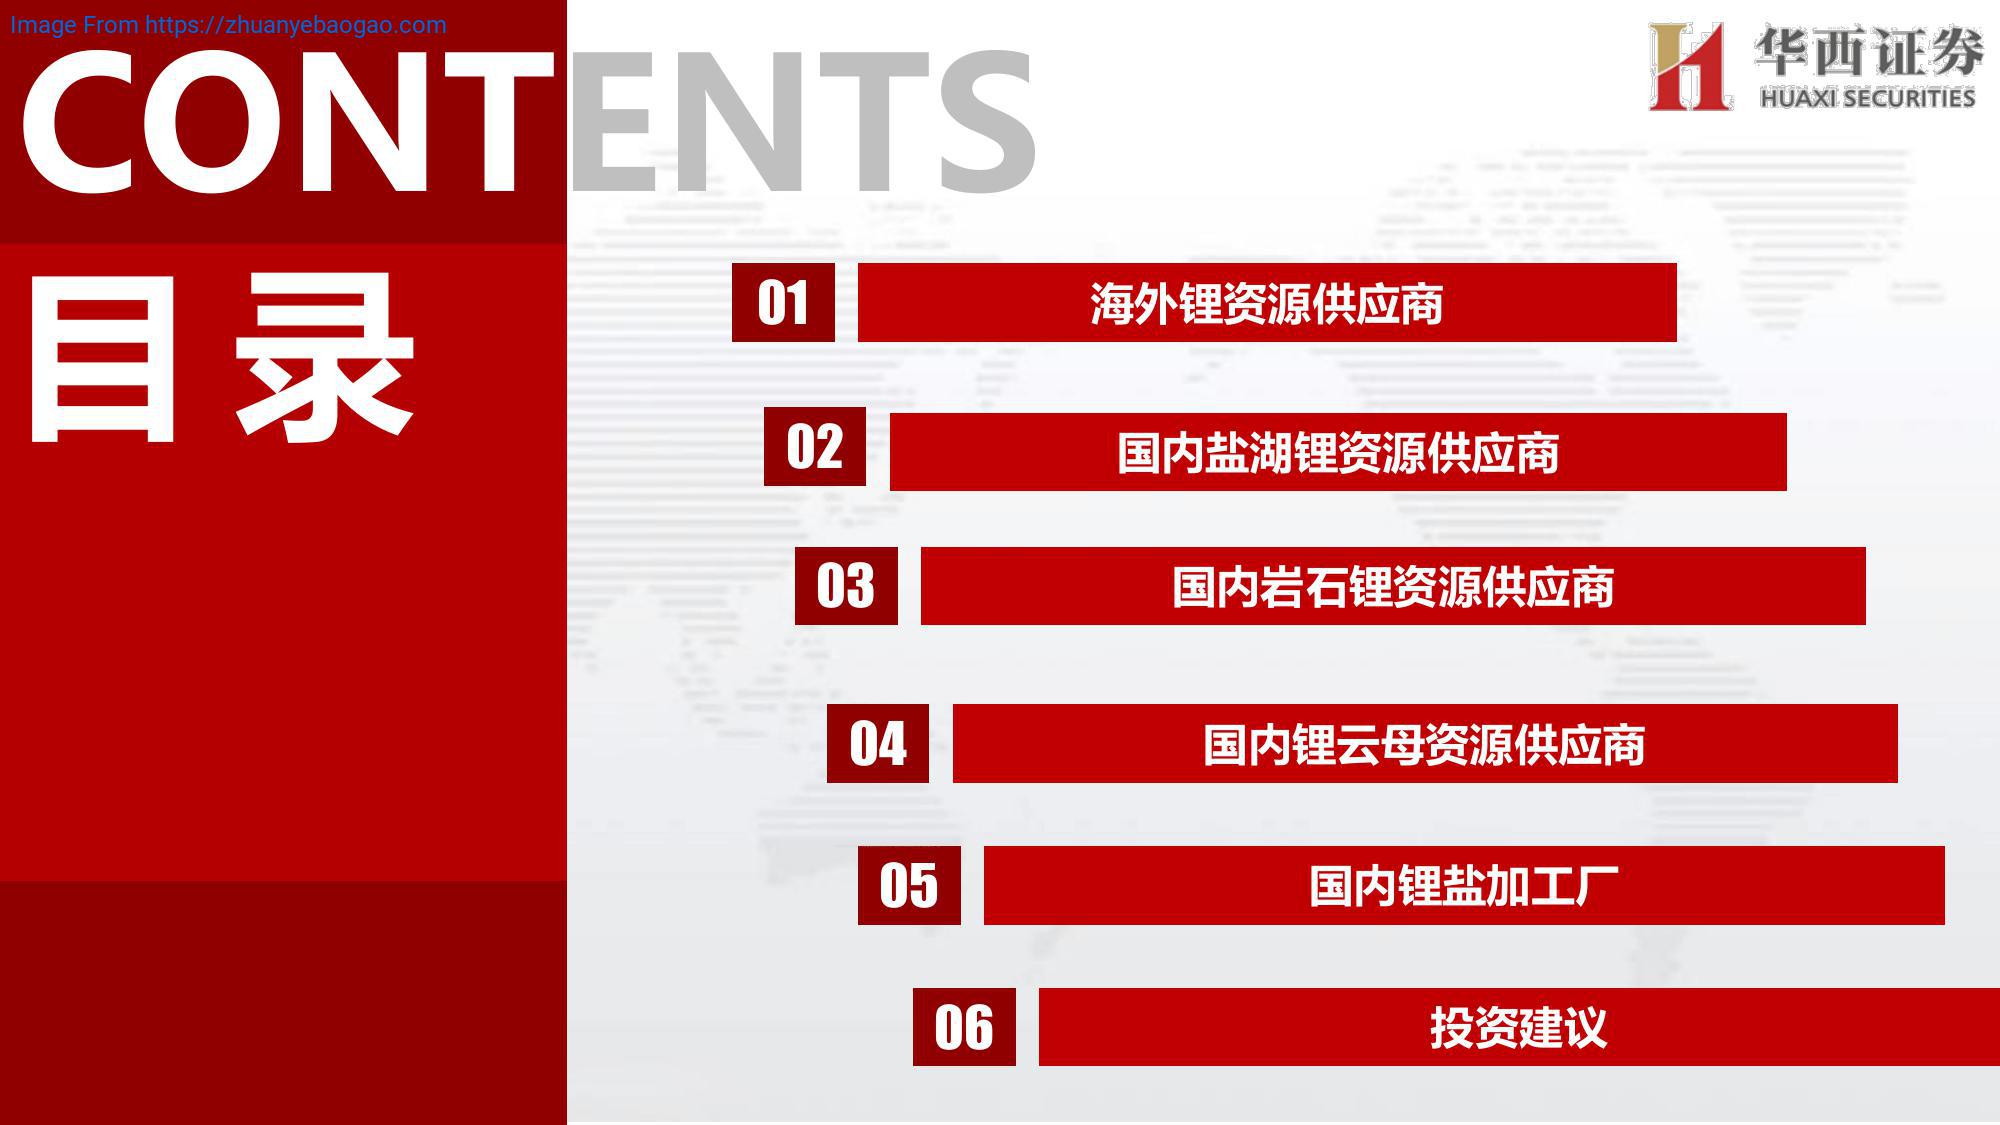 Image From https://zhuanyebaogao.com
CONTENTS
华西证券
HUAXI SECURITIES
目录
01 海外锂资源供应商
02 国内盐湖锂资源供应商
03 国内岩石锂资源供应商
04 国内锂云母资源供应商
05 国内锂盐加工厂
06 投资建议